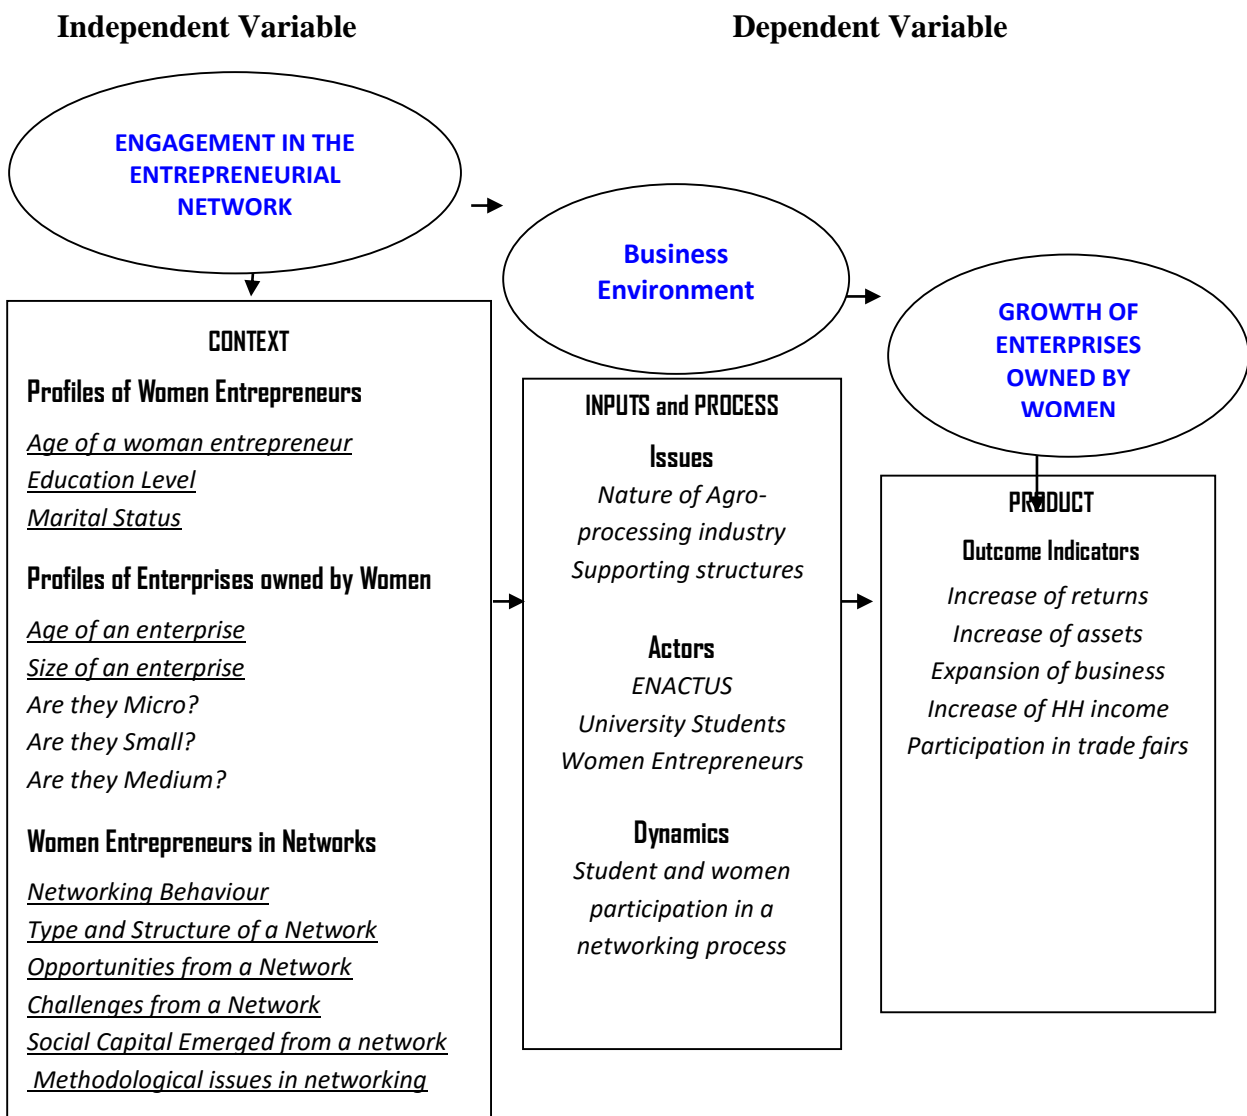 Independent Variable
Dependent Variable
ENGAGEMENT IN THE
ENTREPRENEURIAL
NETWORK
Business
Environment
GROWTH OF
ENTERPRISES
OWNED BY
WOMEN
CONTEXT
Profiles of Women Entrepreneurs
Age of a woman entrepreneur
Education Level
Marital Status
Profiles of Enterprises owned by Women
Age of an enterprise
Size of an enterprise
Are they Micro?
Are they Small?
Are they Medium?
Women Entrepreneurs in Networks
Networking Behaviour
Type and Structure of a Network
Opportunities from a Network
Challenges from a Network
Social Capital Emerged from a network
Methodological issues in networking
INPUTS and PROCESS
Issues
Nature of Agro-
processing industry
Supporting structures
Actors
ENACTUS
University Students
Women Entrepreneurs
Dynamics
Student and women
participation in a
networking process
PRODUCT
Outcome Indicators
Increase of returns
Increase of assets
Expansion of business
Increase of HH income
Participation in trade fairs